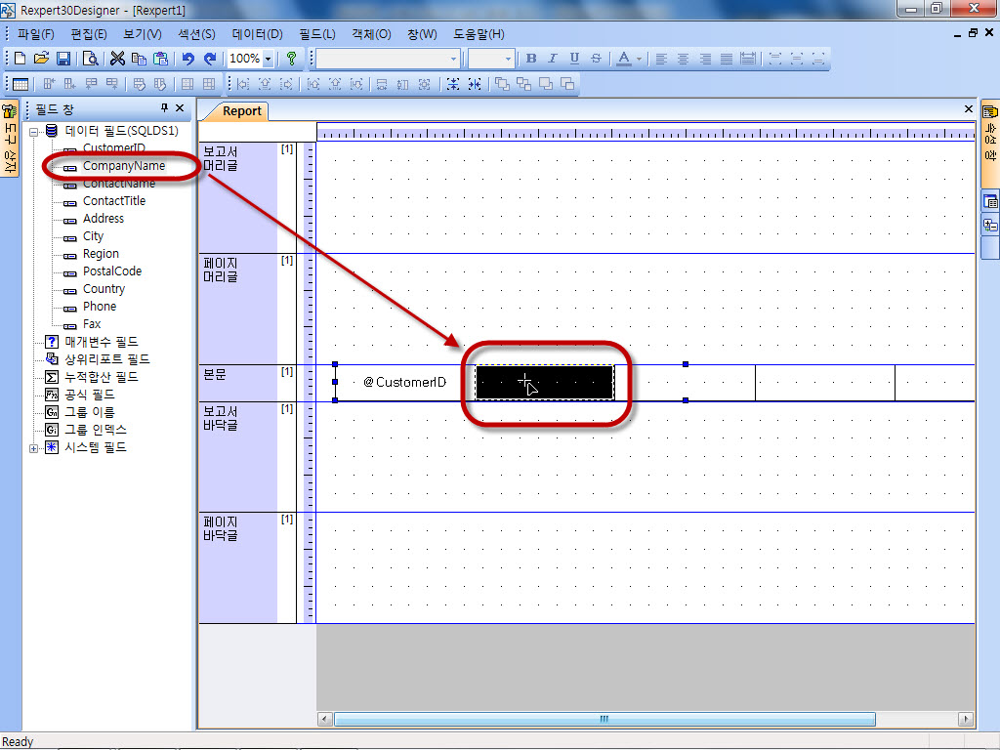 Rexpert30Designer - [Rexpert1]
파일(F) 편집(E) 보기(V) 섹션(S) 데이터(D) 필드(L) 객체(O) 창(W) 도움말(H)
100%
B I U S A
도구 상자
필드 창
데이터 필드(SQLDS1)
CustomerID
CompanyName
ContactName
ContactTitle
Address
City
Region
PostalCode
Country
Phone
Fax
매개변수 필드
상위리포트 필드
누적합산 필드
공식 필드
그룹 이름
그룹 인덱스
시스템 필드
Report
보고서
머리글
[1]
페이지
머리글
[1]
본문
[1]
@CustomerID
보고서
바닥글
[1]
페이지
바닥글
[1]
속성 창
Ready